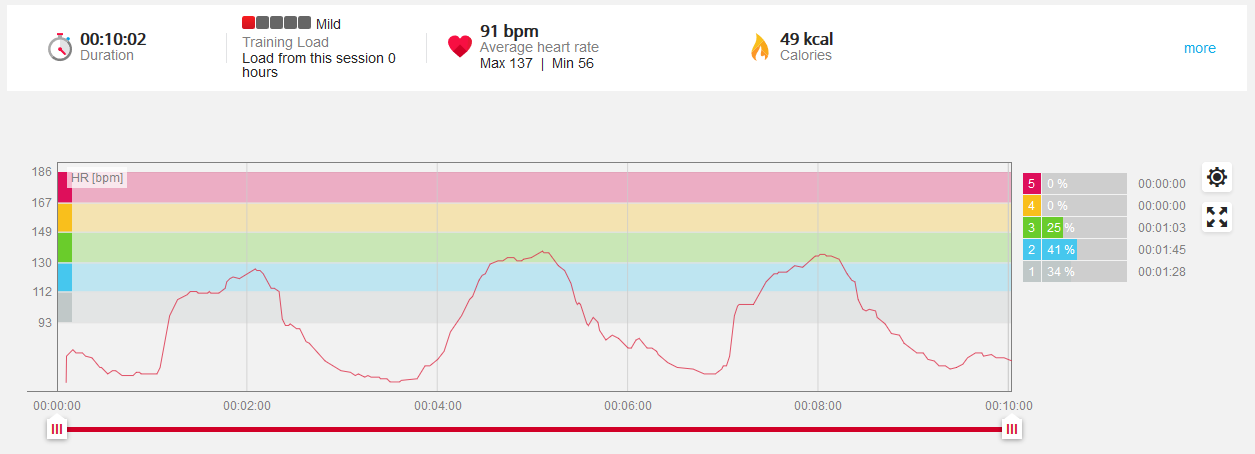 00:10:02
Duration
Mild
Training Load
Load from this session 0
hours
91 bpm
Average heart rate
Max 137 | Min 56
49 kcal
Calories
more
HR [bpm]
186
167
149
130
112
93
00:00:00
00:02:00
00:04:00
00:06:00
00:08:00
00:10:00
5 0 % 00:00:00
4 0 % 00:00:00
3 25 % 00:01:03
2 41 % 00:01:45
1 34 % 00:01:28